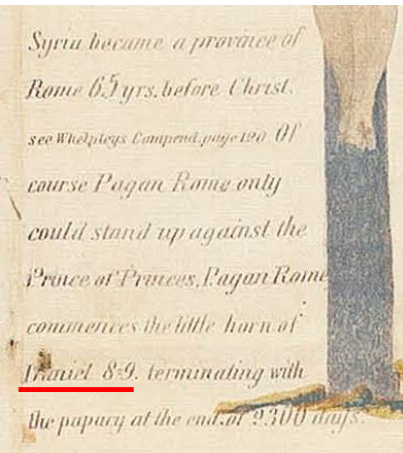 Syria became a province of
Rome 65 yrs. before Christ.
see Whelpleys Compend. page 120 Of
course Pagan Rome only
could stand up against the
Prince of Princes, Pagan Rome
commences the little horn of
Daniel 8=9. terminating with
the papacy at the end of 2300 days.